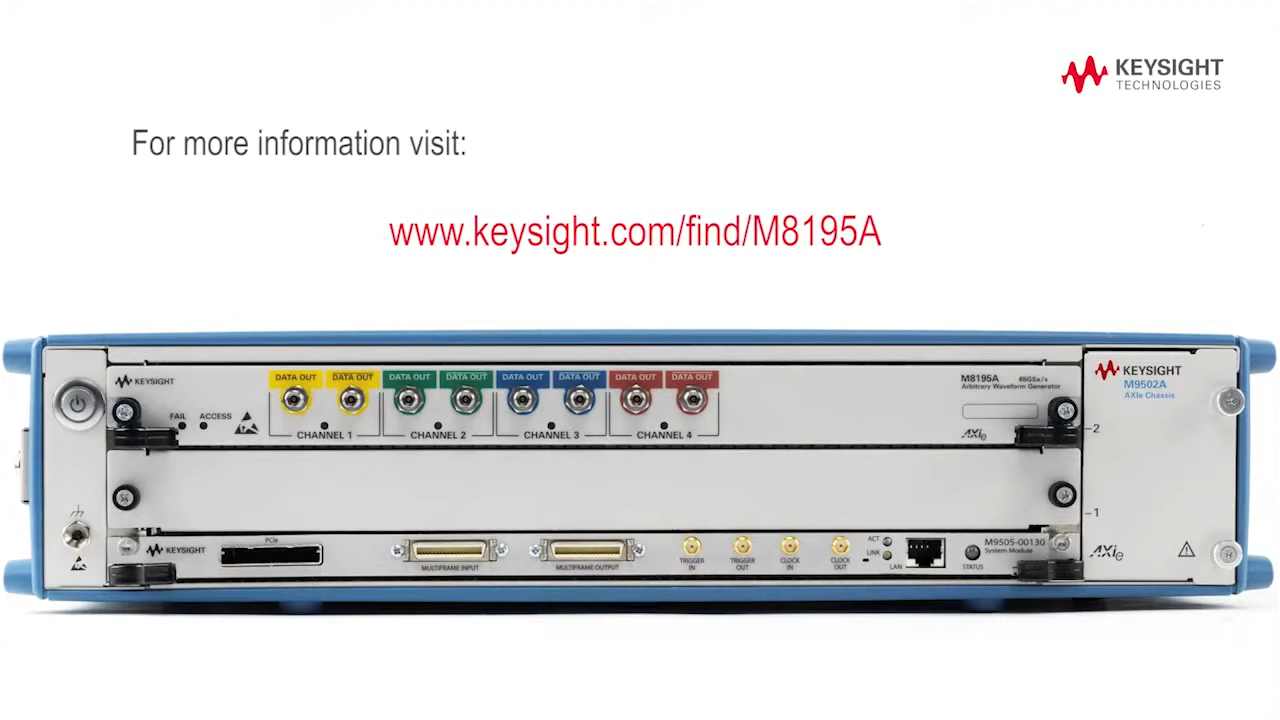 KEYSIGHT
TECHNOLOGIES
For more information visit:
www.keysight.com/find/M8195A
KEYSIGHT
FAIL ACCESS
DATA OUT DATA OUT DATA OUT DATA OUT DATA OUT DATA OUT DATA OUT DATA OUT
CHANNEL 1 CHANNEL 2 CHANNEL 3 CHANNEL 4
M8195A 65GSa/s
Arbitrary Waveform Generator
AXIe
KEYSIGHT
M9502A
AXIe Chassis
2
1
KEYSIGHT
PCIe
MULTIFRAME INPUT
MULTIFRAME OUTPUT
TRIGGER IN
TRIGGER OUT
CLOCK IN
CLOCK OUT
ACT
LINK
LAN
STATUS
M9505-00130
System Module
AXIe